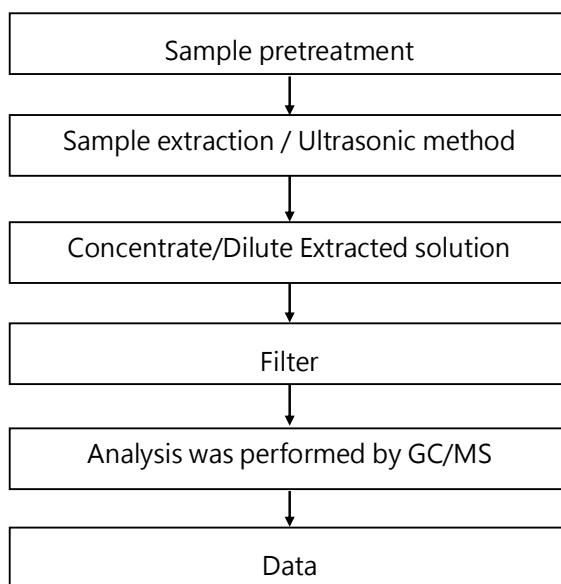 Sample pretreatment
Sample extraction / Ultrasonic method
Concentrate/Dilute Extracted solution
Filter
Analysis was performed by GC/MS
Data